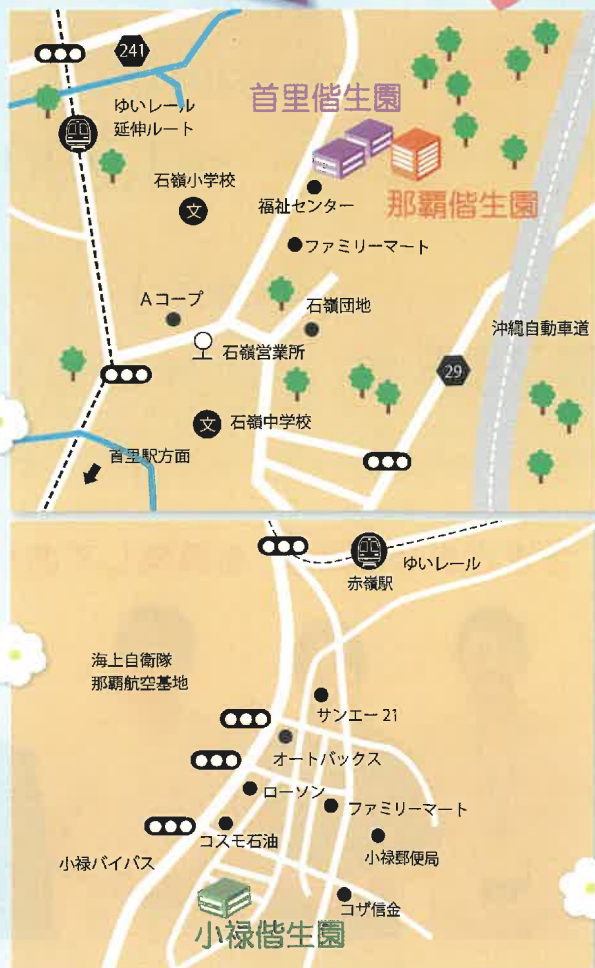 241
ゆいレール
延伸ルート
首里偕生園
石嶺小学校
文
福祉センター
那覇偕生園
ファミリーマート
Aコープ
石嶺団地
沖縄自動車道
石嶺営業所
29
文
石嶺中学校
首里駅方面
ゆいレール
赤嶺駅
海上自衛隊
那覇航空基地
サンエー21
オートバックス
ローソン
ファミリーマート
コスモ石油
小禄郵便局
小禄バイパス
コザ信金
小禄偕生園